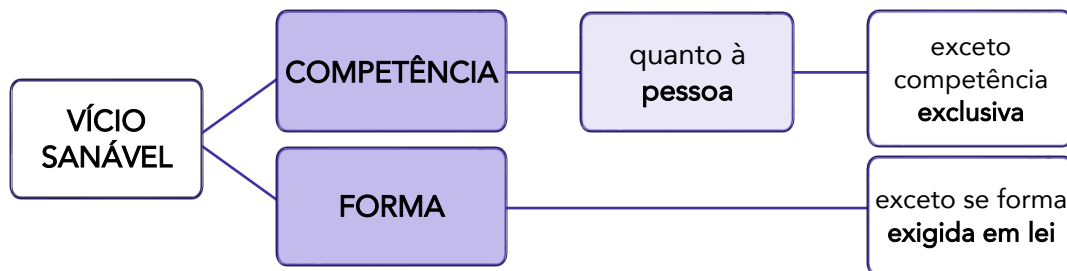 VÍCIO
SANÁVEL
COMPETÊNCIA
quanto à
pessoa
exceto
competência
exclusiva
FORMA
exceto se forma
exigida em lei